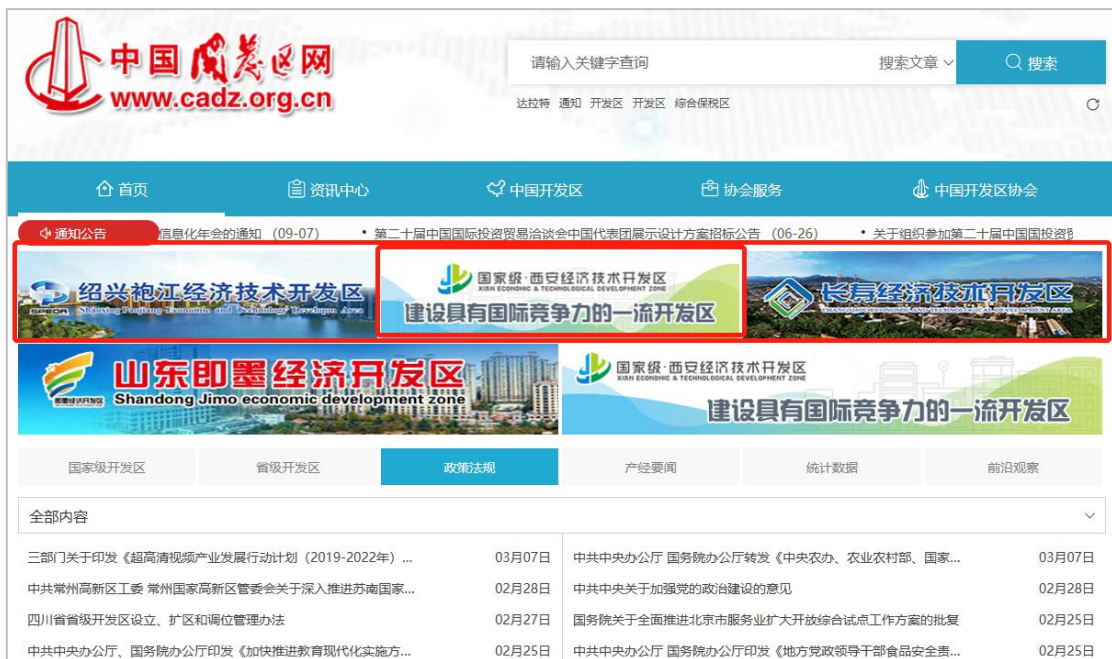 中国开发区网
www.cadz.org.cn
请输入关键字查询
搜索文章
搜索
达拉特 通知 开发区 开发区 综合保税区
首页
资讯中心
中国开发区
协会服务
中国开发区协会
通知公告
信息化年会的通知 (09-07)
• 第二十届中国国际投资贸易洽谈会中国代表团展示设计方案招标公告 (06-26)
• 关于组织参加第二十届中国国投资
绍兴袍江经济技术开发区
SPEDA
国家级·西安经济技术开发区
XIAN ECONOMIC & TECHNOLOGICAL DEVELOPMENT ZONE
建设具有国际竞争力的一流开发区
长寿经济技术开发区
山东即墨经济开发区
Shandong Jimo economic development zone
国家级·西安经济技术开发区
XIAN ECONOMIC & TECHNOLOGICAL DEVELOPMENT ZONE
建设具有国际竞争力的一流开发区
国家级开发区
省级开发区
政策法规
产经要闻
统计数据
前沿观察
全部内容
三部门关于印发《超高清视频产业发展行动计划（2019-2022年）... 03月07日
中共中央办公厅 国务院办公厅转发《中央农办、农业农村部、国家... 03月07日
中共常州高新区工委 常州国家高新区管委会关于深入推进苏南国家... 02月28日
中共中央关于加强党的政治建设的意见 02月28日
四川省省级开发区设立、扩区和调位管理办法 02月27日
国务院关于全面推进北京市服务业扩大开放综合试点工作方案的批复 02月25日
中共中央办公厅、国务院办公厅印发《加快推进教育现代化实施方... 02月25日
中共中央办公厅 国务院办公厅印发《地方党政领导干部食品安全责... 02月25日